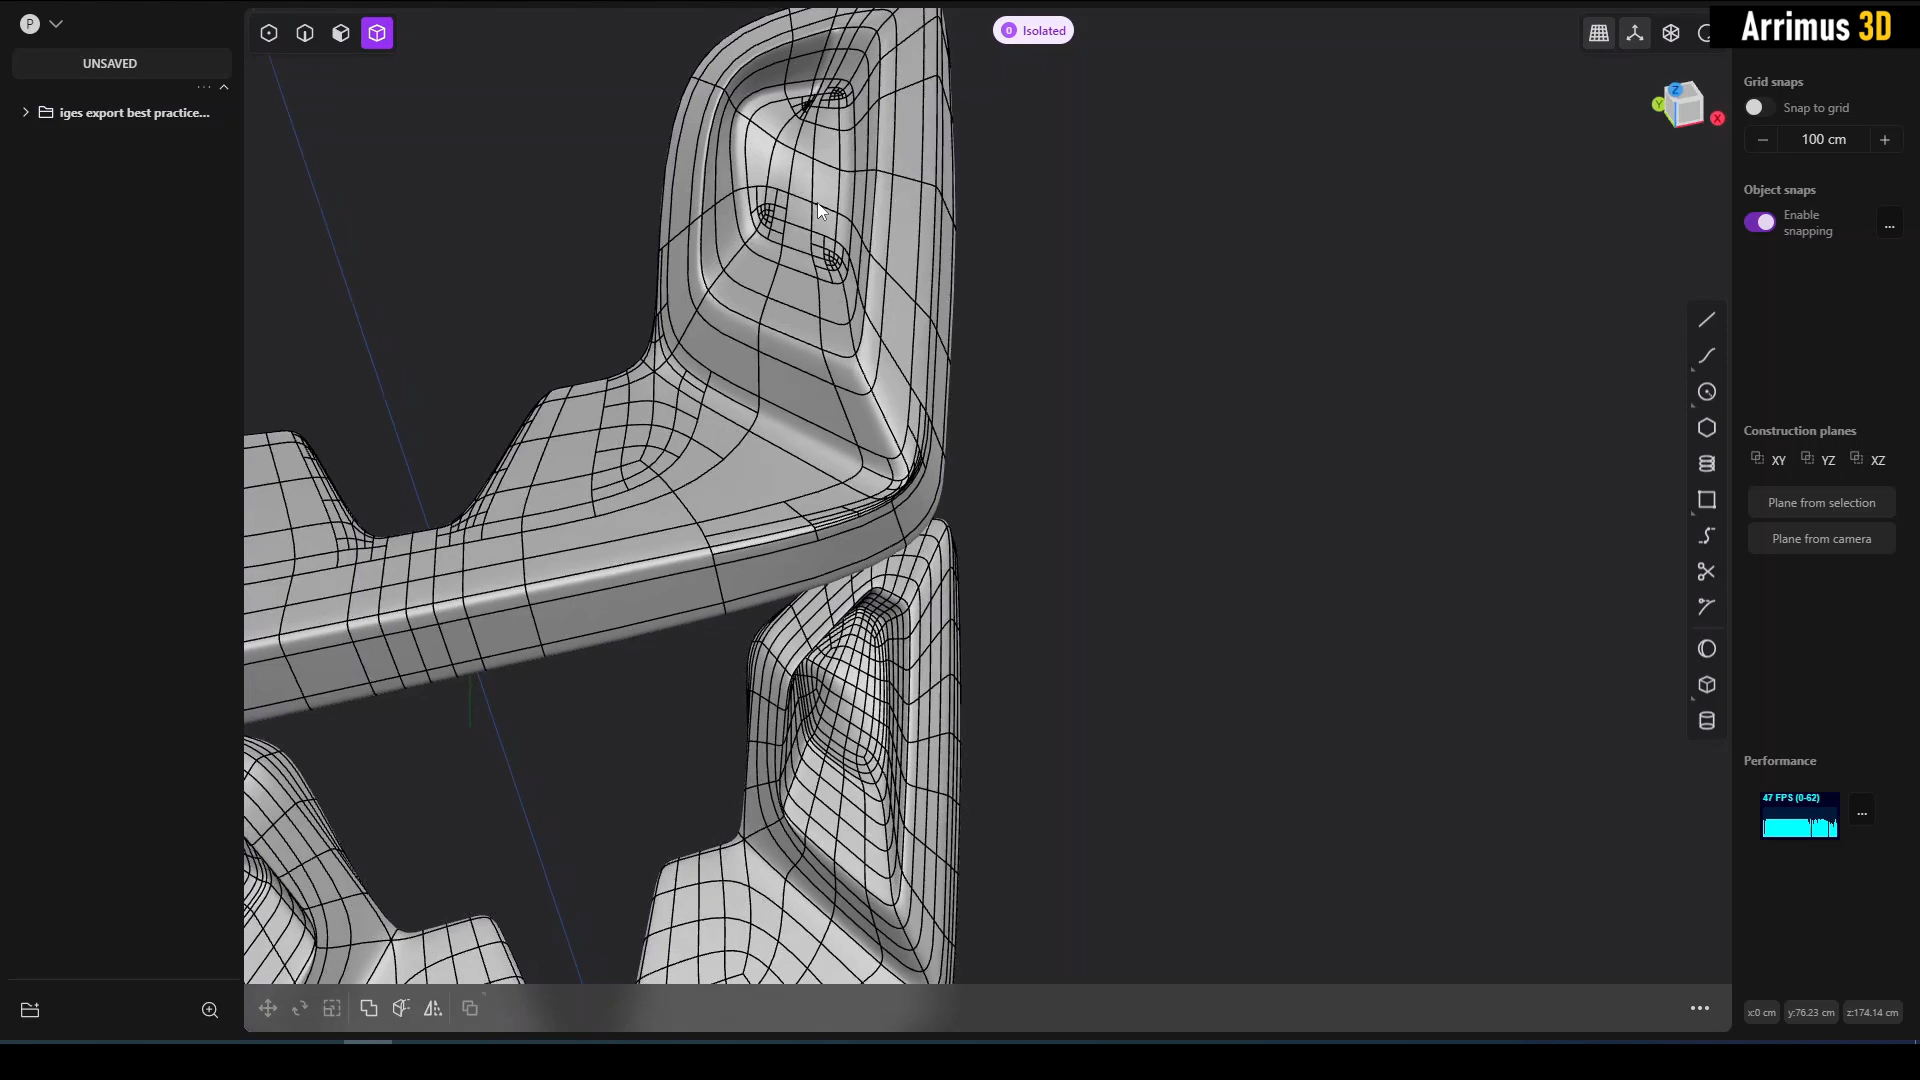 P
UNSAVED
iges export best practice...
0 Isolated
Arrimus 3D
Z
Y
X
Grid snaps
Snap to grid
100 cm
Object snaps
Enable
snapping
Construction planes
XY YZ XZ
Plane from selection
Plane from camera
Performance
47 FPS (0-62)
x:0 cm y:76.23 cm z:174.14 cm